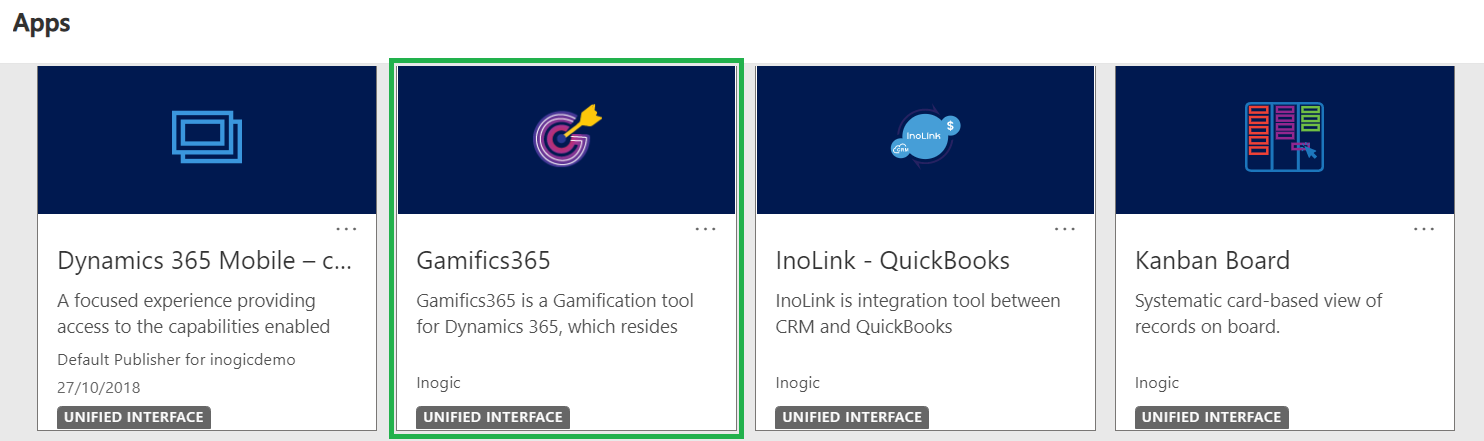 Apps
...
Dynamics 365 Mobile – c...
A focused experience providing
access to the capabilities enabled
Default Publisher for inogicdemo
27/10/2018
UNIFIED INTERFACE
...
Gamifics365
Gamifics365 is a Gamification tool
for Dynamics 365, which resides
Inogic
UNIFIED INTERFACE
InoLink
$
CRM
...
InoLink - QuickBooks
InoLink is integration tool between
CRM and QuickBooks
Inogic
UNIFIED INTERFACE
...
Kanban Board
Systematic card-based view of
records on board.
Inogic
UNIFIED INTERFACE